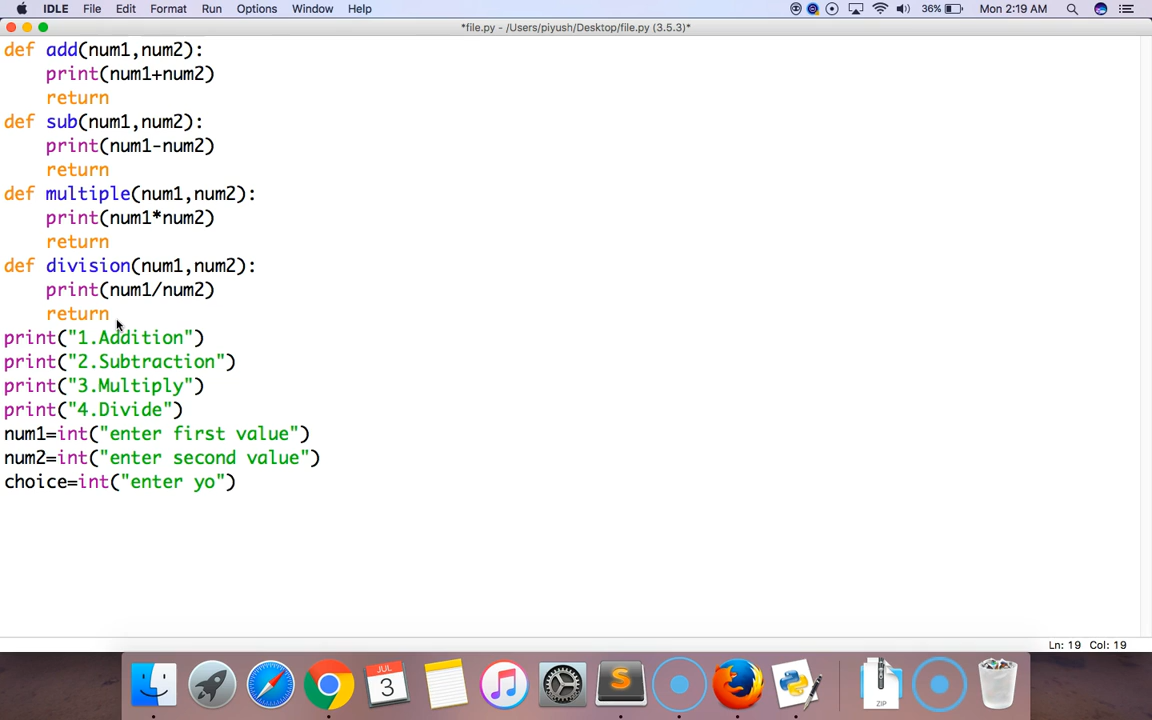 IDLE File Edit Format Run Options Window Help 36% Mon 2:19 AM
*file.py - /Users/piyush/Desktop/file.py (3.5.3)*
def add(num1,num2):
    print(num1+num2)
    return
def sub(num1,num2):
    print(num1-num2)
    return
def multiple(num1,num2):
    print(num1*num2)
    return
def division(num1,num2):
    print(num1/num2)
    return
print("1.Addition")
print("2.Subtraction")
print("3.Multiply")
print("4.Divide")
num1=int("enter first value")
num2=int("enter second value")
choice=int("enter yo")
Ln: 19 Col: 19
JUL
3
ZIP